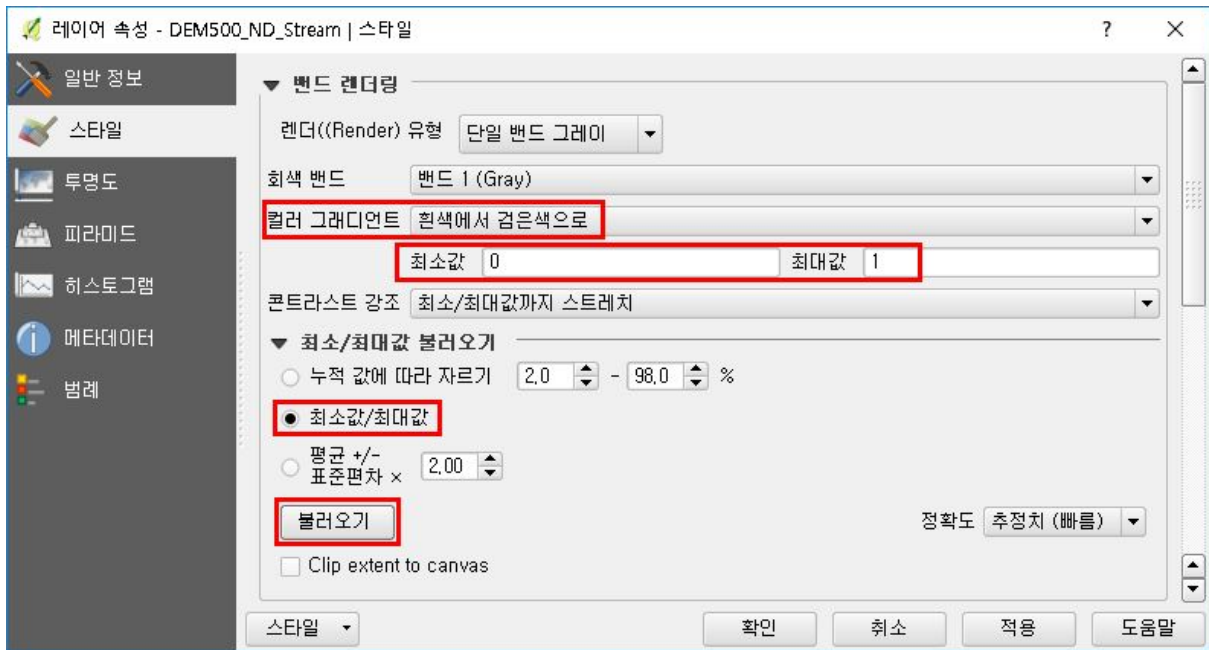 레이어 속성 - DEM500_ND_Stream | 스타일
?
일반 정보
스타일
투명도
피라미드
히스토그램
메타데이터
범례
밴드 렌더링
렌더((Render) 유형 단일 밴드 그레이
회색 밴드 밴드 1 (Gray)
컬러 그래디언트 흰색에서 검은색으로
최소값 0 최대값 1
콘트라스트 강조 최소/최대값까지 스트레치
최소/최대값 불러오기
누적 값에 따라 자르기 2,0 - 98,0 %
최소값/최대값
평균 +/-
표준편차 × 2,00
불러오기 정확도 추정치 (빠름)
Clip extent to canvas
스타일 확인 취소 적용 도움말